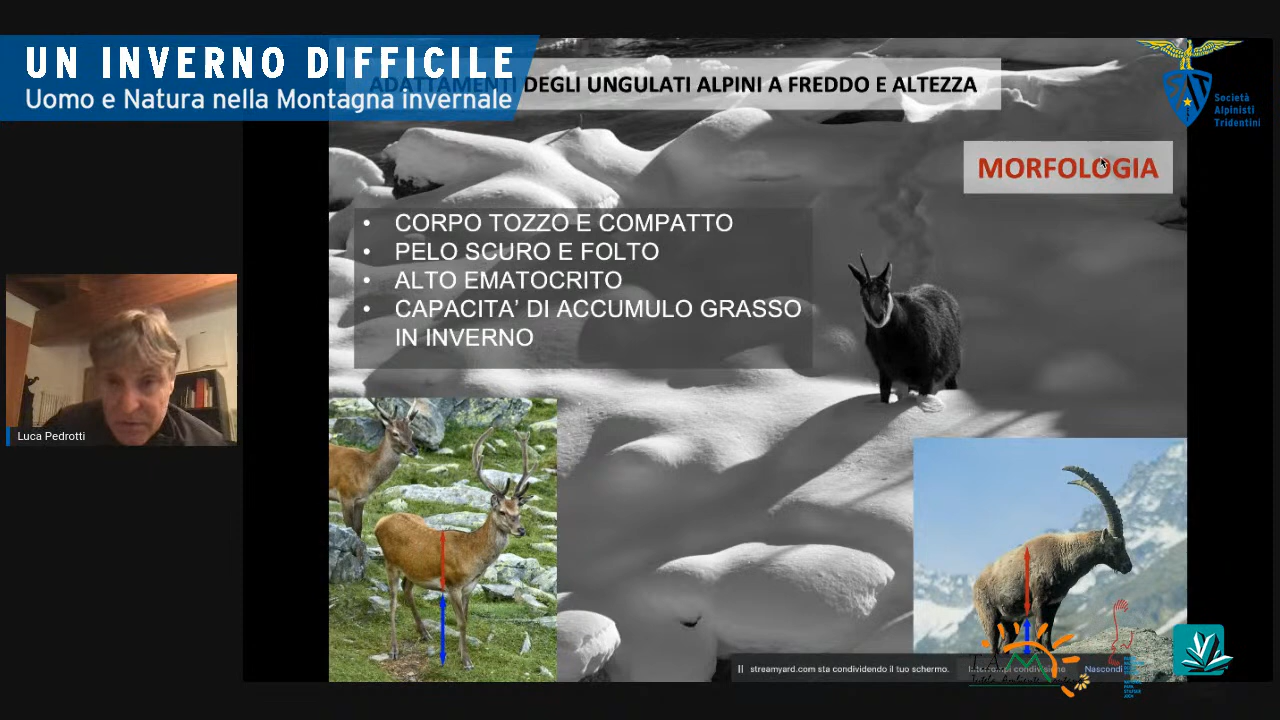 UN INVERNO DIFFICILE
Uomo e Natura nella Montagna invernale
ADATTAMENTI DEGLI UNGULATI ALPINI A FREDDO E ALTEZZA
Società
Alpinisti
Tridentini
MORFOLOGIA
• CORPO TOZZO E COMPATTO
• PELO SCURO E FOLTO
• ALTO EMATOCRITO
• CAPACITA’ DI ACCUMULO GRASSO
IN INVERNO
Luca Pedrotti
streamyard.com sta condividendo il tuo schermo.
Interrompi condivisione
Nascondi